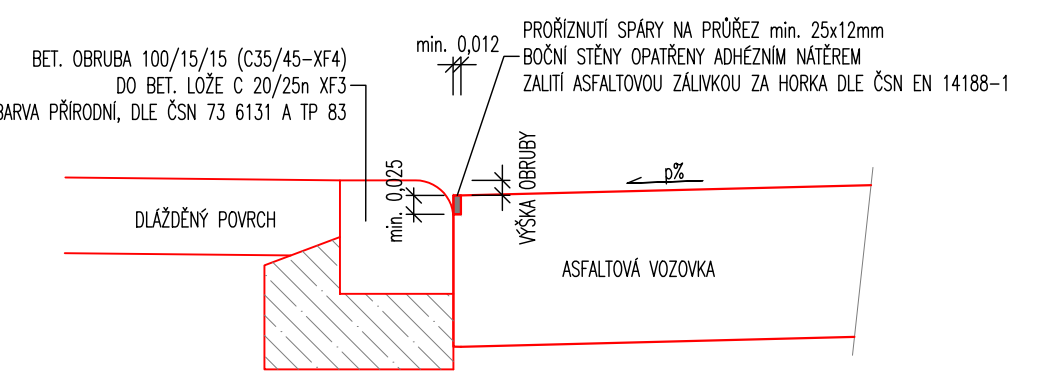 BET. OBRUBA 100/15/15 (C35/45-XF4)
DO BET. LOŽE C 20/25n XF3
BARVA PŘÍRODNÍ, DLE ČSN 73 6131 A TP 83
min. 0,012
PROŘÍZNUTÍ SPÁRY NA PRŮŘEZ min. 25x12mm
BOČNÍ STĚNY OPATŘENY ADHÉZNÍM NÁTĚREM
ZALITÍ ASFALTOVOU ZÁLIVKOU ZA HORKA DLE ČSN EN 14188-1
min. 0,025
VÝŠKA OBRUBY
p%
DLÁŽDĚNÝ POVRCH
ASFALTOVÁ VOZOVKA